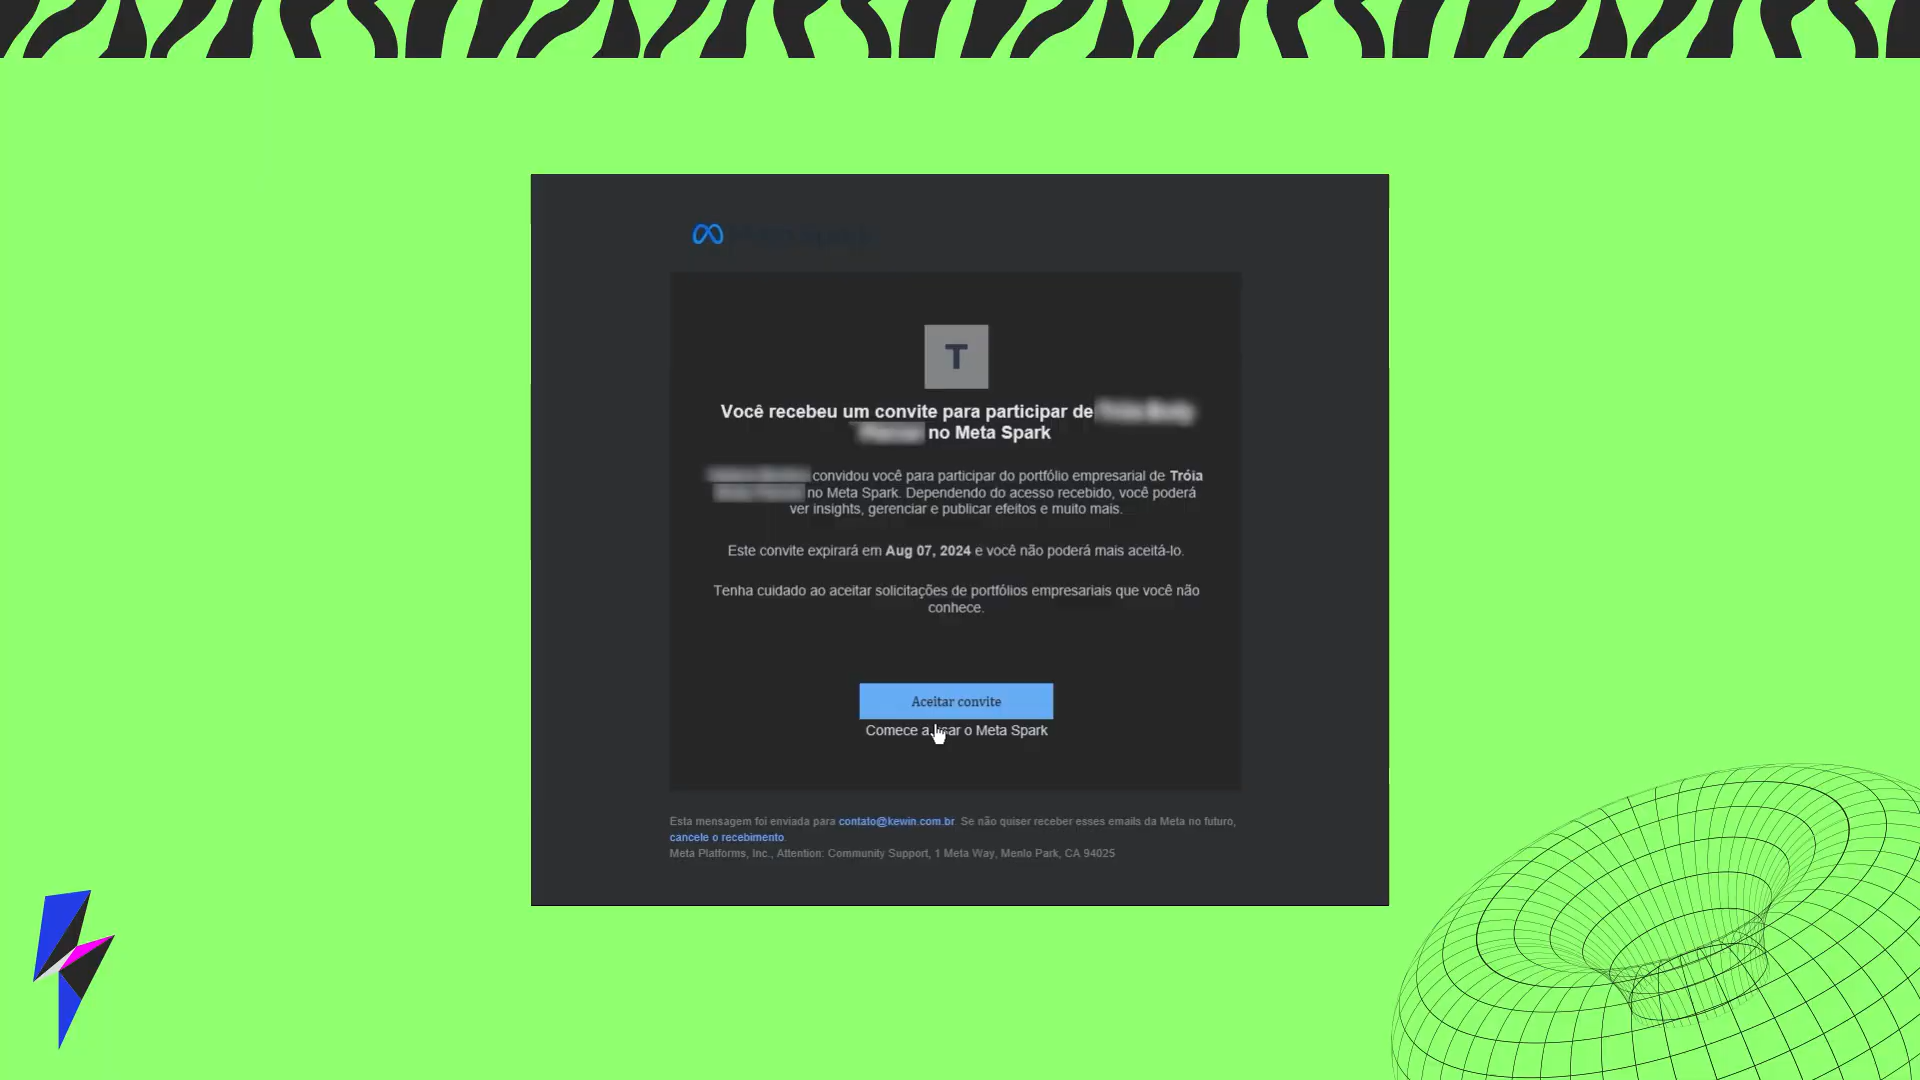 T
Você recebeu um convite para participar de
no Meta Spark
convidou você para participar do portfólio empresarial de Tróia
no Meta Spark. Dependendo do acesso recebido, você poderá
ver insights, gerenciar e publicar efeitos e muito mais.
Este convite expirará em Aug 07, 2024 e você não poderá mais aceitá-lo.
Tenha cuidado ao aceitar solicitações de portfólios empresariais que você não
conhece.
Aceitar convite
Comece a usar o Meta Spark
Esta mensagem foi enviada para contato@kewin.com.br. Se não quiser receber esses emails da Meta no futuro,
cancele o recebimento.
Meta Platforms, Inc., Attention: Community Support, 1 Meta Way, Menlo Park, CA 94025